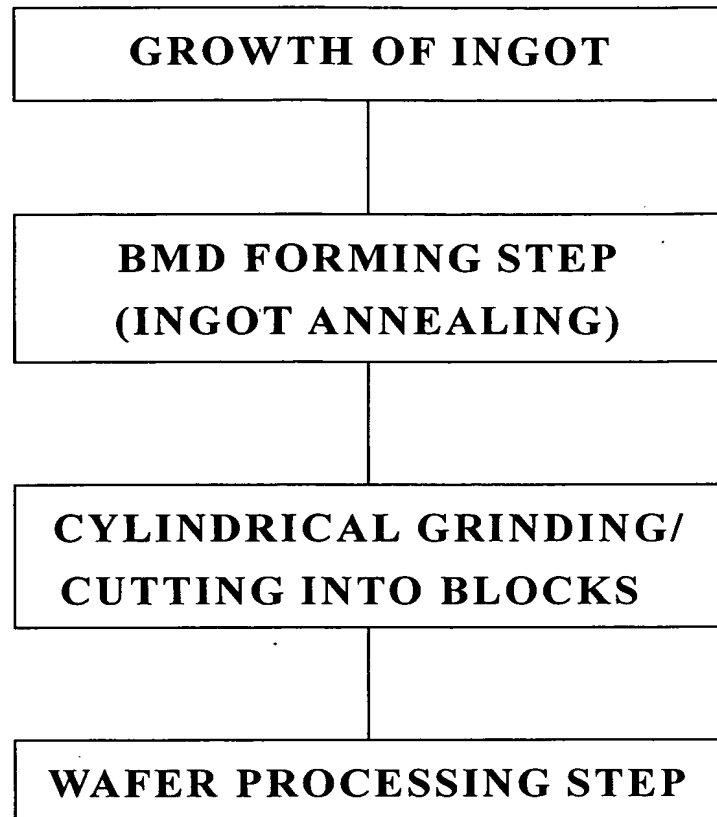 GROWTH OF INGOT
BMD FORMING STEP
(INGOT ANNEALING)
CYLINDRICAL GRINDING/
CUTTING INTO BLOCKS
WAFER PROCESSING STEP